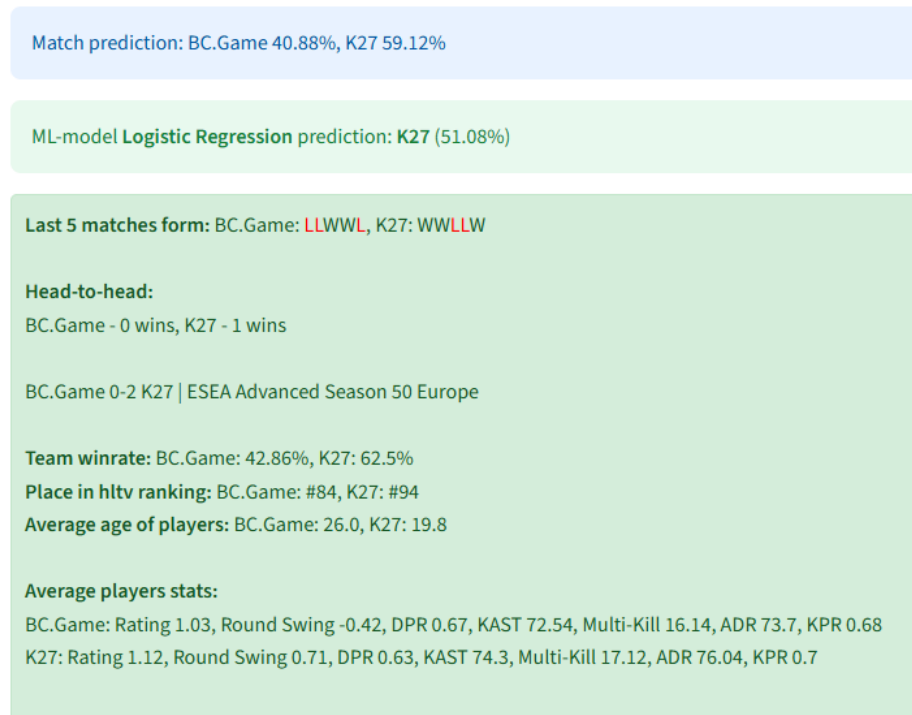 Match prediction: BC.Game 40.88%, K27 59.12%
ML-model Logistic Regression prediction: K27 (51.08%)
Last 5 matches form: BC.Game: LLWWL, K27: WWLLW
Head-to-head:
BC.Game - 0 wins, K27 - 1 wins
BC.Game 0-2 K27 | ESEA Advanced Season 50 Europe
Team winrate: BC.Game: 42.86%, K27: 62.5%
Place in hltv ranking: BC.Game: #84, K27: #94
Average age of players: BC.Game: 26.0, K27: 19.8
Average players stats:
BC.Game: Rating 1.03, Round Swing -0.42, DPR 0.67, KAST 72.54, Multi-Kill 16.14, ADR 73.7, KPR 0.68
K27: Rating 1.12, Round Swing 0.71, DPR 0.63, KAST 74.3, Multi-Kill 17.12, ADR 76.04, KPR 0.7